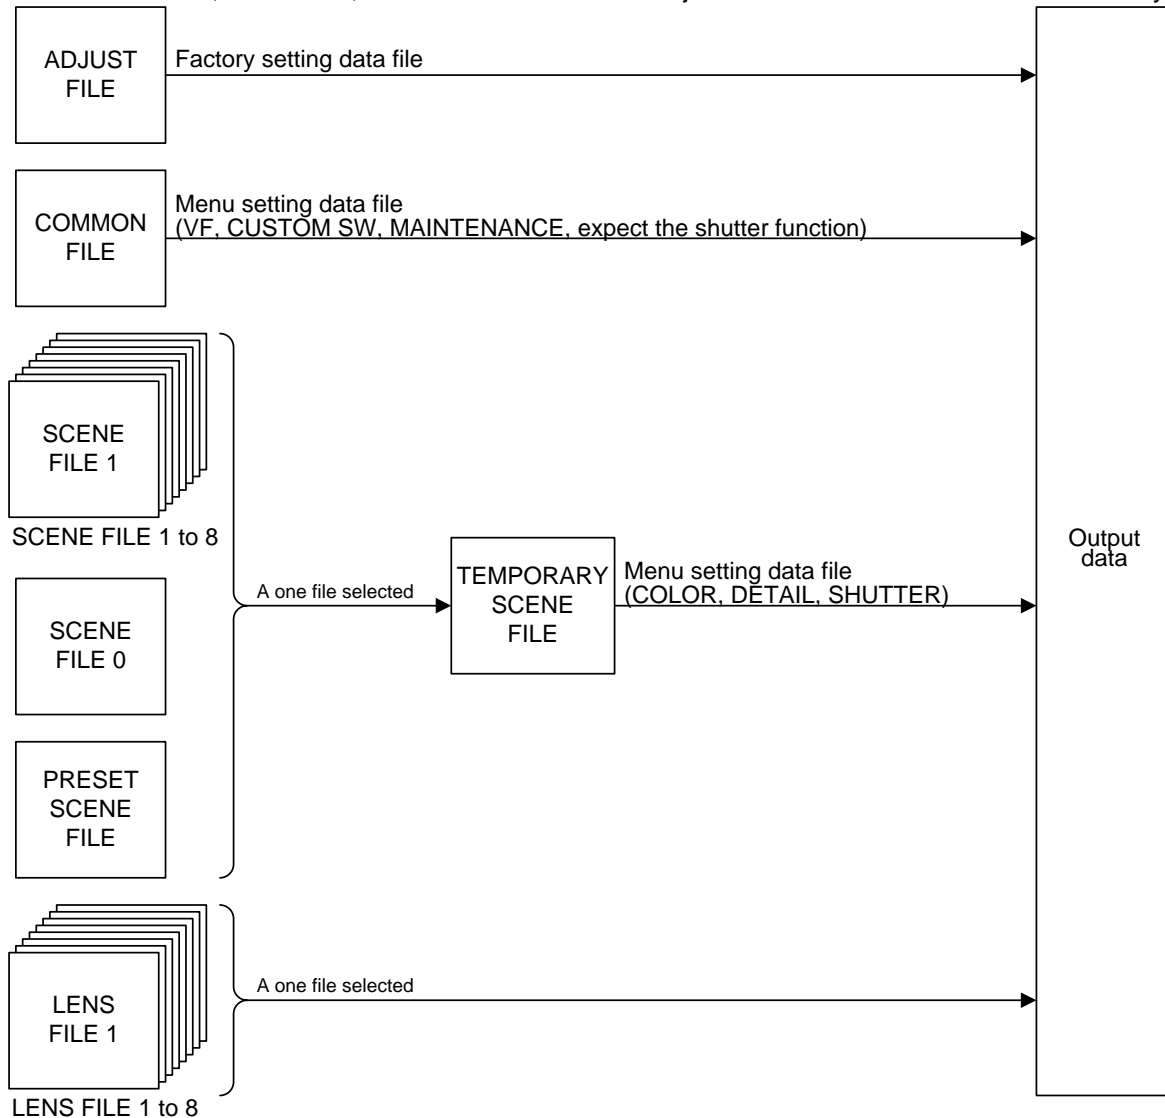 ADJUST
FILE
Factory setting data file
COMMON
FILE
Menu setting data file
(VF, CUSTOM SW, MAINTENANCE, expect the shutter function)
SCENE
FILE 1
SCENE FILE 1 to 8
SCENE
FILE 0
PRESET
SCENE
FILE
A one file selected
TEMPORARY
SCENE
FILE
Menu setting data file
(COLOR, DETAIL, SHUTTER)
Output
data
LENS
FILE 1
LENS FILE 1 to 8
A one file selected